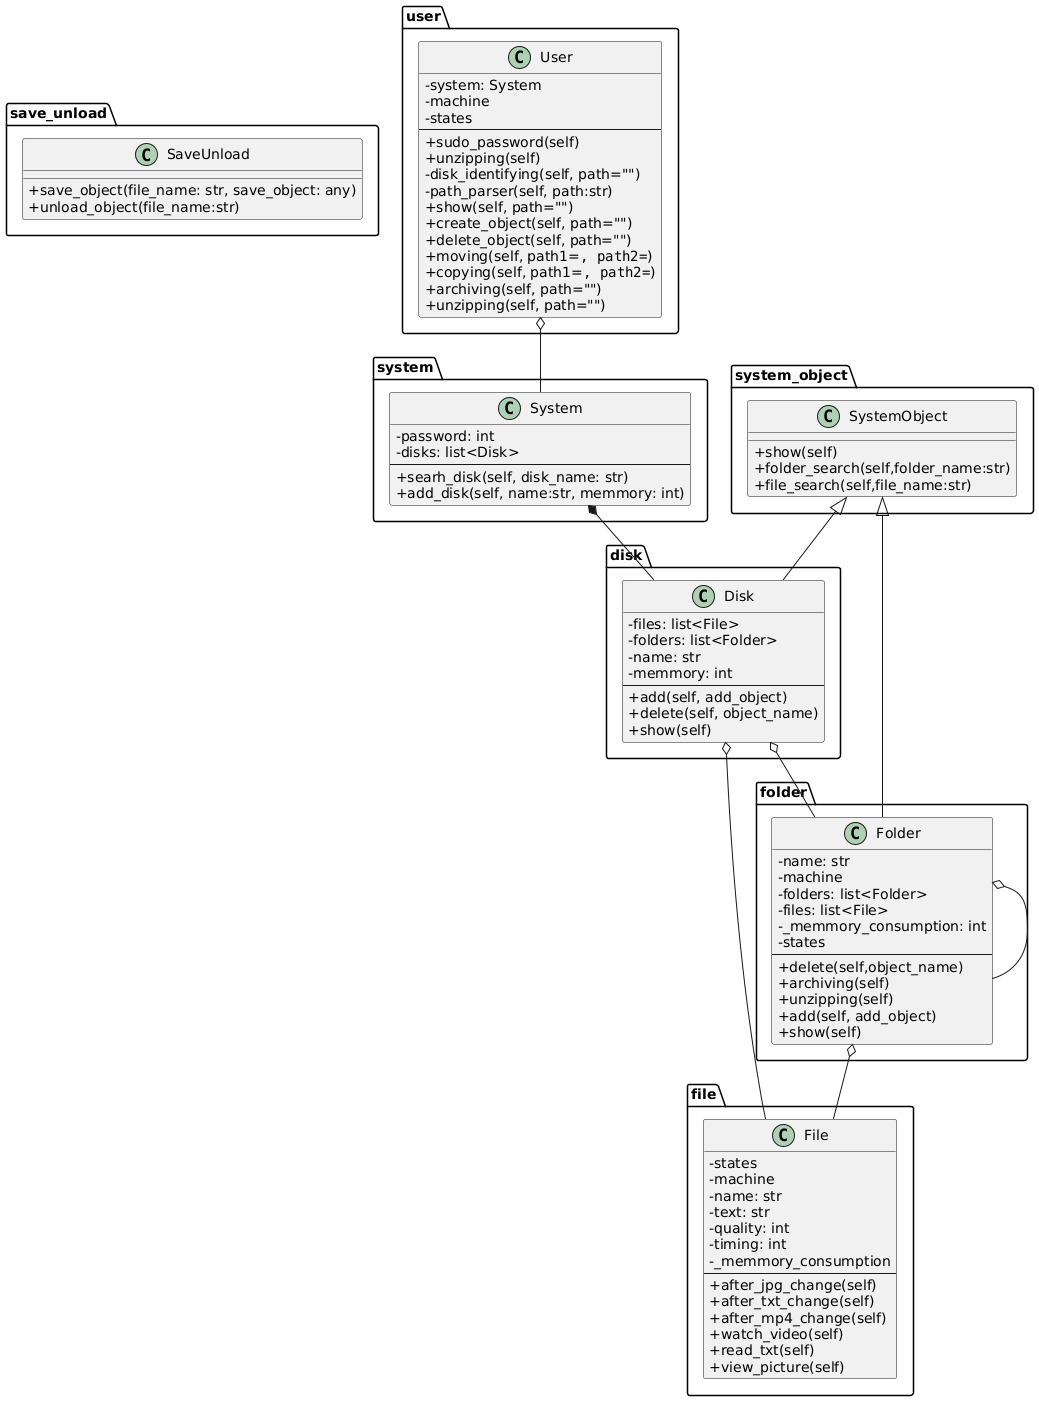 user
User
-system: System
-machine
-states
+sudo_password(self)
+unzipping(self)
-disk_identifying(self, path="")
-path_parser(self, path:str)
+show(self, path="")
+create_object(self, path="")
+delete_object(self, path="")
+moving(self, path1=, path2=)
+copying(self, path1=, path2=)
+archiving(self, path="")
+unzipping(self, path="")
save_unload
SaveUnload
+save_object(file_name: str, save_object: any)
+unload_object(file_name:str)
system
System
-password: int
-disks: list<Disk>
+searh_disk(self, disk_name: str)
+add_disk(self, name:str, memmory: int)
system_object
SystemObject
+show(self)
+folder_search(self,folder_name:str)
+file_search(self,file_name:str)
disk
Disk
-files: list<File>
-folders: list<Folder>
-name: str
-memmory: int
+add(self, add_object)
+delete(self, object_name)
+show(self)
folder
Folder
-name: str
-machine
-folders: list<Folder>
-files: list<File>
-_memmory_consumption: int
-states
+delete(self,object_name)
+archiving(self)
+unzipping(self)
+add(self, add_object)
+show(self)
file
File
-states
-machine
-name: str
-text: str
-quality: int
-timing: int
-_memmory_consumption
+after_jpg_change(self)
+after_txt_change(self)
+after_mp4_change(self)
+watch_video(self)
+read_txt(self)
+view_picture(self)